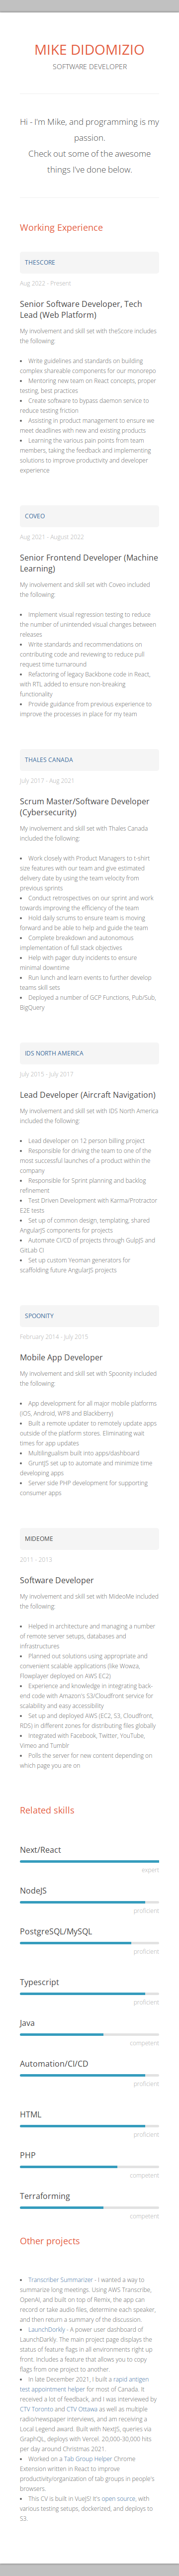 MIKE DIDOMIZIO
SOFTWARE DEVELOPER
Hi - I'm Mike, and programming is my
passion.
Check out some of the awesome
things I've done below.
Working Experience
THESCORE
Aug 2022 - Present
Senior Software Developer, Tech
Lead (Web Platform)
My involvement and skill set with theScore includes
the following:
• Write guidelines and standards on building
complex shareable components for our monorepo
• Mentoring new team on React concepts, proper
testing, best practices
• Create software to bypass daemon service to
reduce testing friction
• Assisting in product management to ensure we
meet deadlines with new and existing products
• Learning the various pain points from team
members, taking the feedback and implementing
solutions to improve productivity and developer
experience
COVEO
Aug 2021 - August 2022
Senior Frontend Developer (Machine
Learning)
My involvement and skill set with Coveo included
the following:
• Implement visual regression testing to reduce
the number of unintended visual changes between
releases
• Write standards and recommendations on
contributing code and reviewing to reduce pull
request time turnaround
• Refactoring of legacy Backbone code in React,
with RTL added to ensure non-breaking
functionality
• Provide guidance from previous experience to
improve the processes in place for my team
THALES CANADA
July 2017 - Aug 2021
Scrum Master/Software Developer
(Cybersecurity)
My involvement and skill set with Thales Canada
included the following:
• Work closely with Product Managers to t-shirt
size features with our team and give estimated
delivery date by using the team velocity from
previous sprints
• Conduct retrospectives on our sprint and work
towards improving the efficiency of the team
• Hold daily scrums to ensure team is moving
forward and be able to help and guide the team
• Complete breakdown and autonomous
implementation of full stack objectives
• Help with pager duty incidents to ensure
minimal downtime
• Run lunch and learn events to further develop
teams skill sets
• Deployed a number of GCP Functions, Pub/Sub,
BigQuery
IDS NORTH AMERICA
July 2015 - July 2017
Lead Developer (Aircraft Navigation)
My involvement and skill set with IDS North America
included the following:
• Lead developer on 12 person billing project
• Responsible for driving the team to one of the
most successful launches of a product within the
company
• Responsible for Sprint planning and backlog
refinement
• Test Driven Development with Karma/Protractor
E2E tests
• Set up of common design, templating, shared
AngularJS components for projects
• Automate CI/CD of projects through GulpJS and
GitLab CI
• Set up custom Yeoman generators for
scaffolding future AngularJS projects
SPOONITY
February 2014 - July 2015
Mobile App Developer
My involvement and skill set with Spoonity included
the following:
• App development for all major mobile platforms
(iOS, Android, WP8 and Blackberry)
• Built a remote updater to remotely update apps
outside of the platform stores. Eliminating wait
times for app updates
• Multilingualism built into apps/dashboard
• GruntJS set up to automate and minimize time
developing apps
• Server side PHP development for supporting
consumer apps
MIDEOME
2011 - 2013
Software Developer
My involvement and skill set with MideoMe included
the following:
• Helped in architecture and managing a number
of remote server setups, databases and
infrastructures
• Planned out solutions using appropriate and
convenient scalable applications (like Wowza,
Flowplayer deployed on AWS EC2)
• Experience and knowledge in integrating back-
end code with Amazon's S3/Cloudfront service for
scalability and easy accessibility
• Set up and deployed AWS (EC2, S3, Cloudfront,
RDS) in different zones for distributing files globally
• Integrated with Facebook, Twitter, YouTube,
Vimeo and Tumblr
• Polls the server for new content depending on
which page you are on
Related skills
Next/React
expert
NodeJS
proficient
PostgreSQL/MySQL
proficient
Typescript
proficient
Java
competent
Automation/CI/CD
proficient
HTML
proficient
PHP
competent
Terraforming
competent
Other projects
• Transcriber Summarizer - I wanted a way to
summarize long meetings. Using AWS Transcribe,
OpenAI, and built on top of Remix, the app can
record or take audio files, determine each speaker,
and then return a summary of the discussion.
• LaunchDorkly - A power user dashboard of
LaunchDarkly. The main project page displays the
status of feature flags in all environments right up
front. Includes a feature that allows you to copy
flags from one project to another.
• In late December 2021, I built a rapid antigen
test appointment helper for most of Canada. It
received a lot of feedback, and I was interviewed by
CTV Toronto and CTV Ottawa as well as multiple
radio/newspaper interviews, and am receiving a
Local Legend award. Built with NextJS, queries via
GraphQL, deploys with Vercel. 20,000-30,000 hits
per day around Christmas 2021.
• Worked on a Tab Group Helper Chrome
Extension written in React to improve
productivity/organization of tab groups in people's
browsers.
• This CV is built in VueJS! It's open source, with
various testing setups, dockerized, and deploys to
S3.